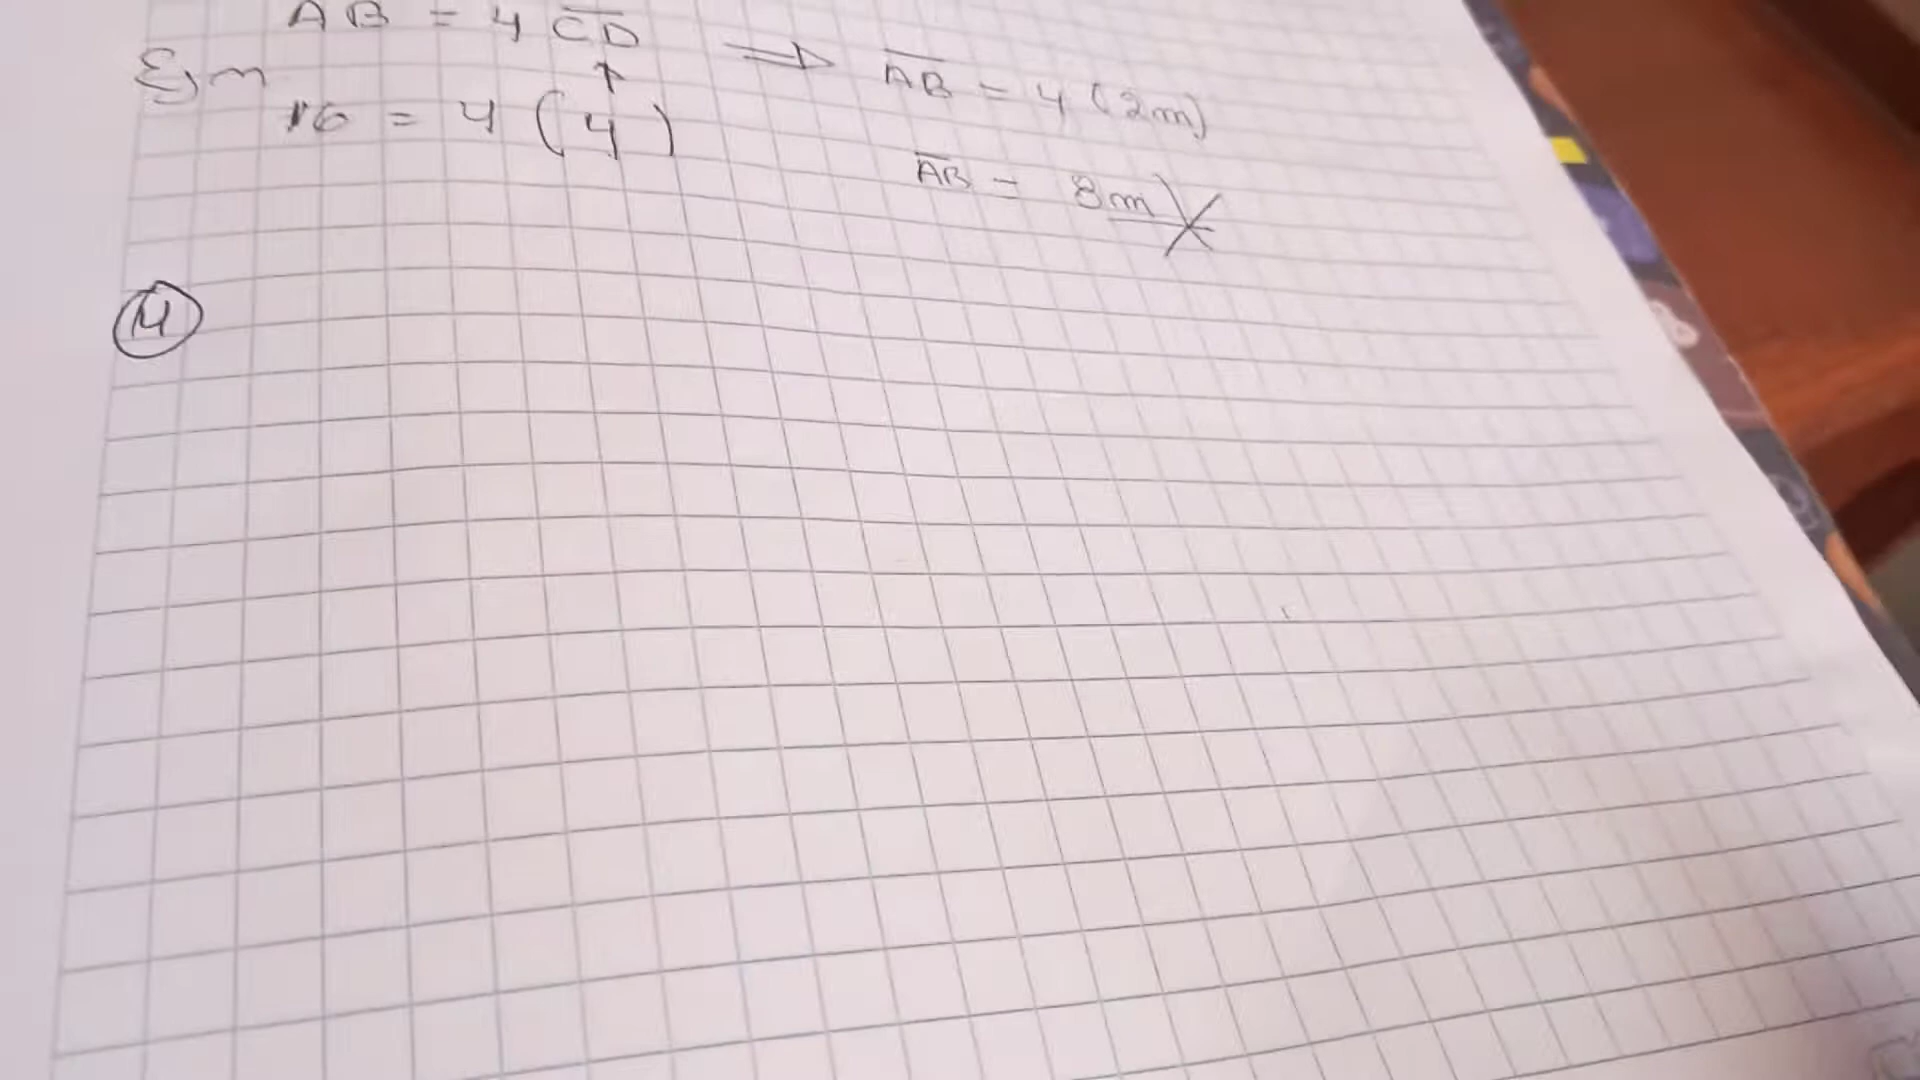 AB = 4 CD ⟹ AB = 4 (2m)
Ejm
16 = 4 (4)
AB = 8m
4